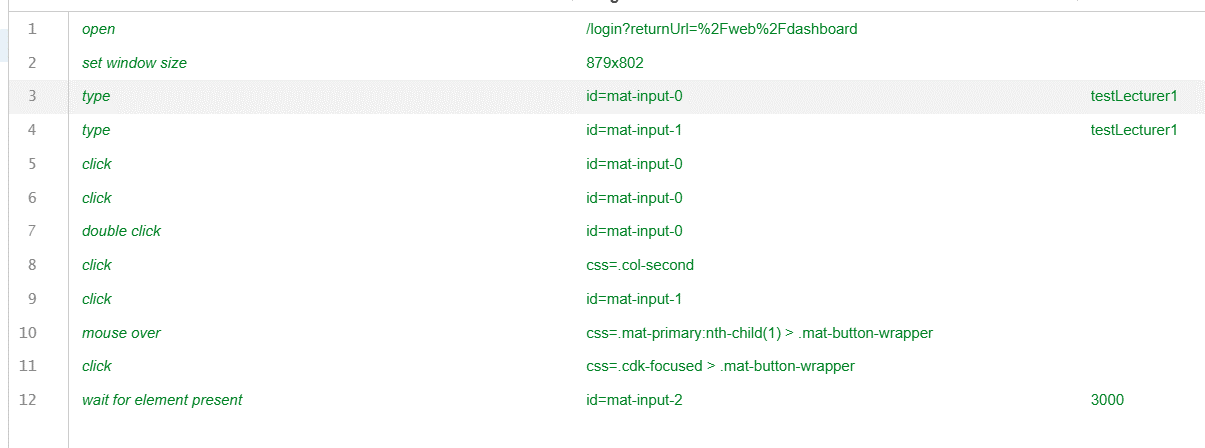 1 open /login?returnUrl=%2Fweb%2Fdashboard
2 set window size 879x802
3 type id=mat-input-0 testLecturer1
4 type id=mat-input-1 testLecturer1
5 click id=mat-input-0
6 click id=mat-input-0
7 double click id=mat-input-0
8 click css=.col-second
9 click id=mat-input-1
10 mouse over css=.mat-primary:nth-child(1) > .mat-button-wrapper
11 click css=.cdk-focused > .mat-button-wrapper
12 wait for element present id=mat-input-2 3000